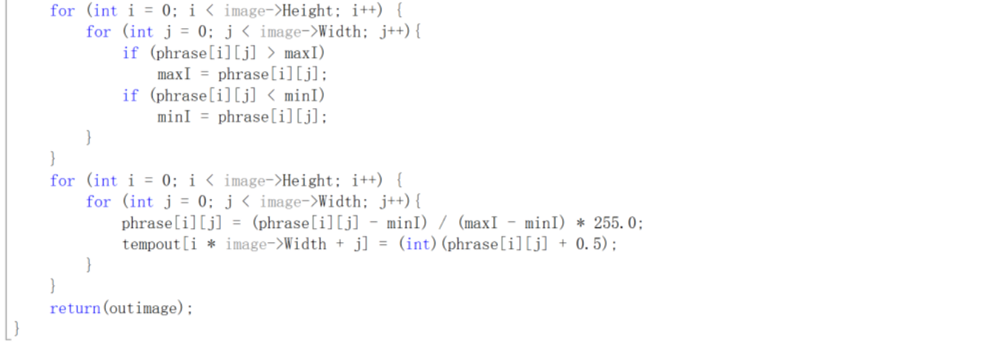 for (int i = 0; i < image->Height; i++) {
for (int j = 0; j < image->Width; j++){
if (phrase[i][j] > maxI)
maxI = phrase[i][j];
if (phrase[i][j] < minI)
minI = phrase[i][j];
}
}
for (int i = 0; i < image->Height; i++) {
for (int j = 0; j < image->Width; j++){
phrase[i][j] = (phrase[i][j] - minI) / (maxI - minI) * 255.0;
tempout[i * image->Width + j] = (int)(phrase[i][j] + 0.5);
}
}
return(outimage);
}